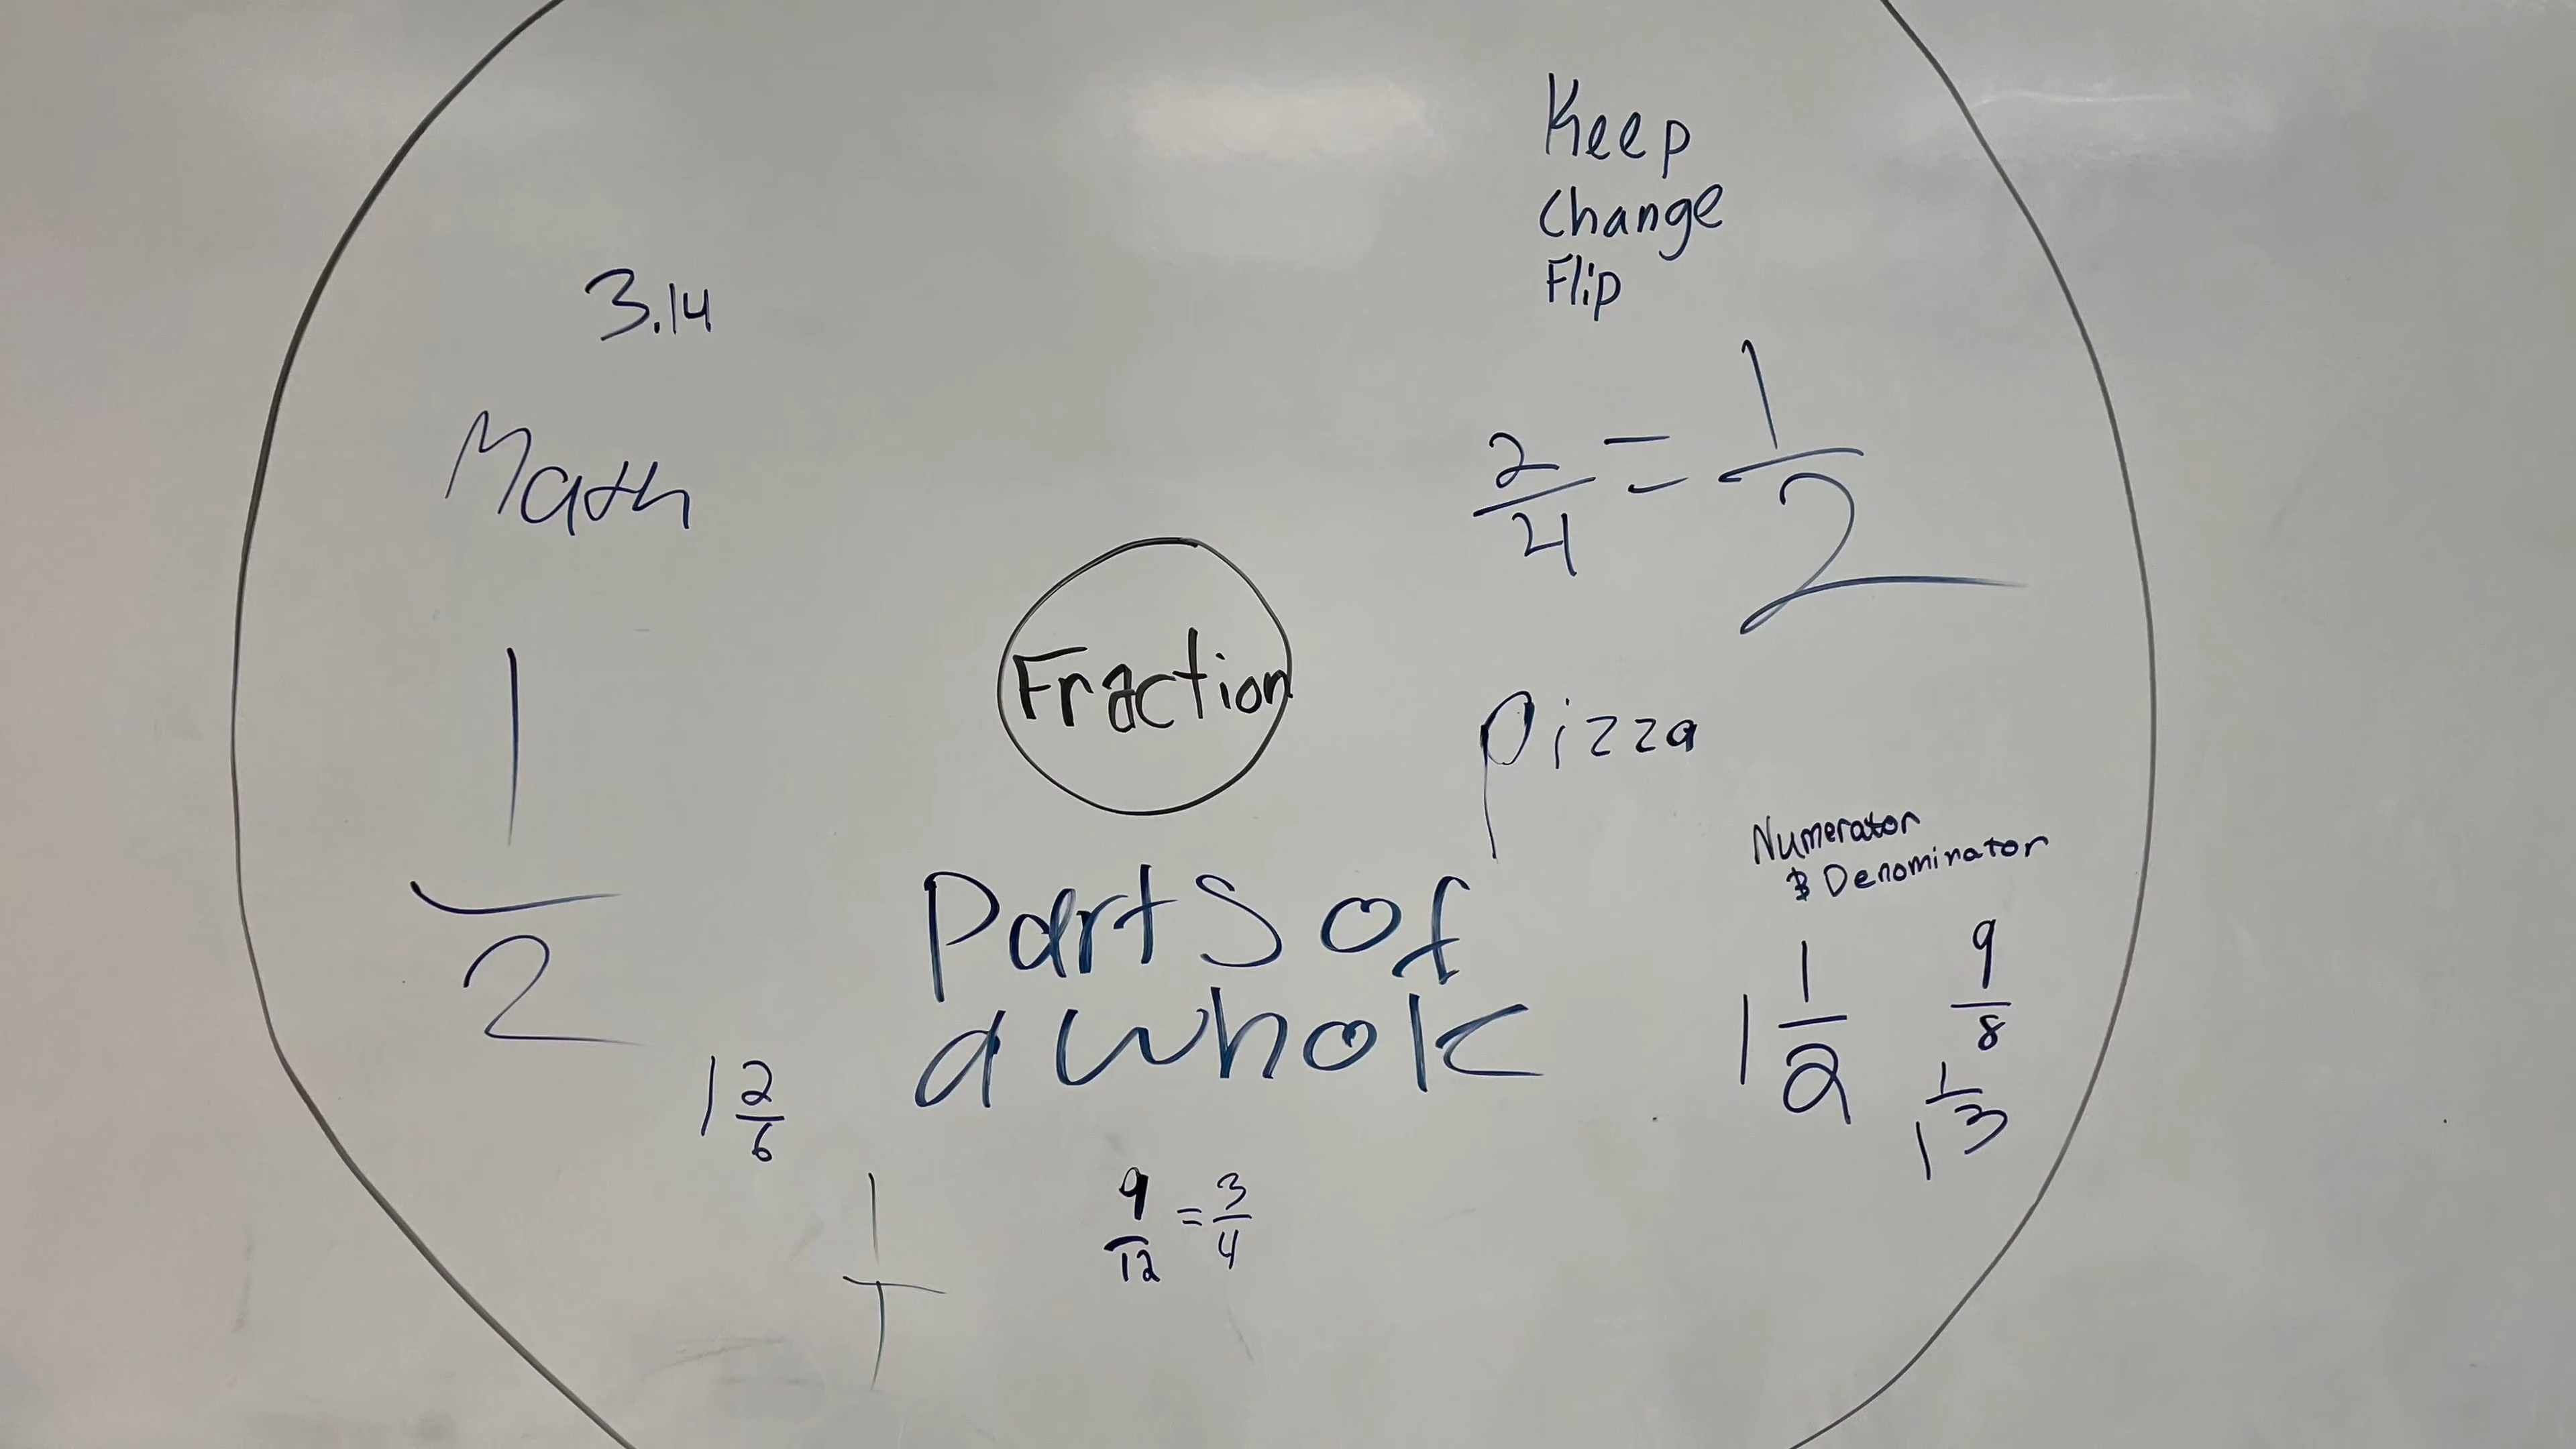 Keep
Change
Flip
3.14
Math
2/4 = 1/2
Fraction
1/2
Pizza
Numerator
& Denominator
Parts of
a whole
1 1/2
9/8
1 1/3
1 2/6
+
9/12 = 3/4